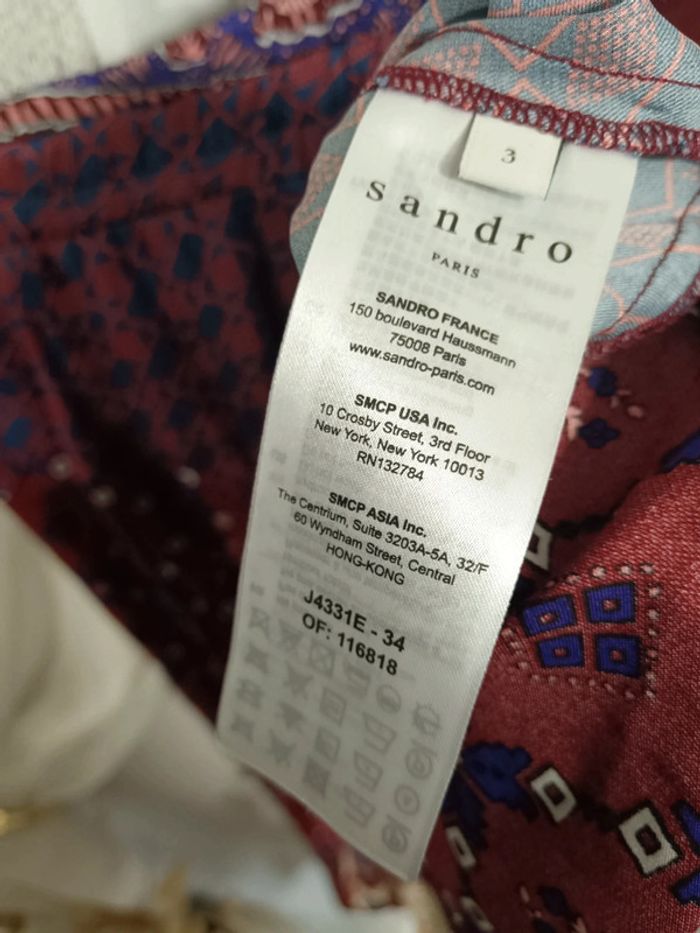 3
sandro
PARIS
SANDRO FRANCE
150 boulevard Haussmann
75008 Paris
www.sandro-paris.com
SMCP USA Inc.
10 Crosby Street, 3rd Floor
New York, New York 10013
RN132784
SMCP ASIA Inc.
The Centrium, Suite 3203A-5A, 32/F
60 Wyndham Street, Central
HONG-KONG
J4331E - 34
OF: 116818